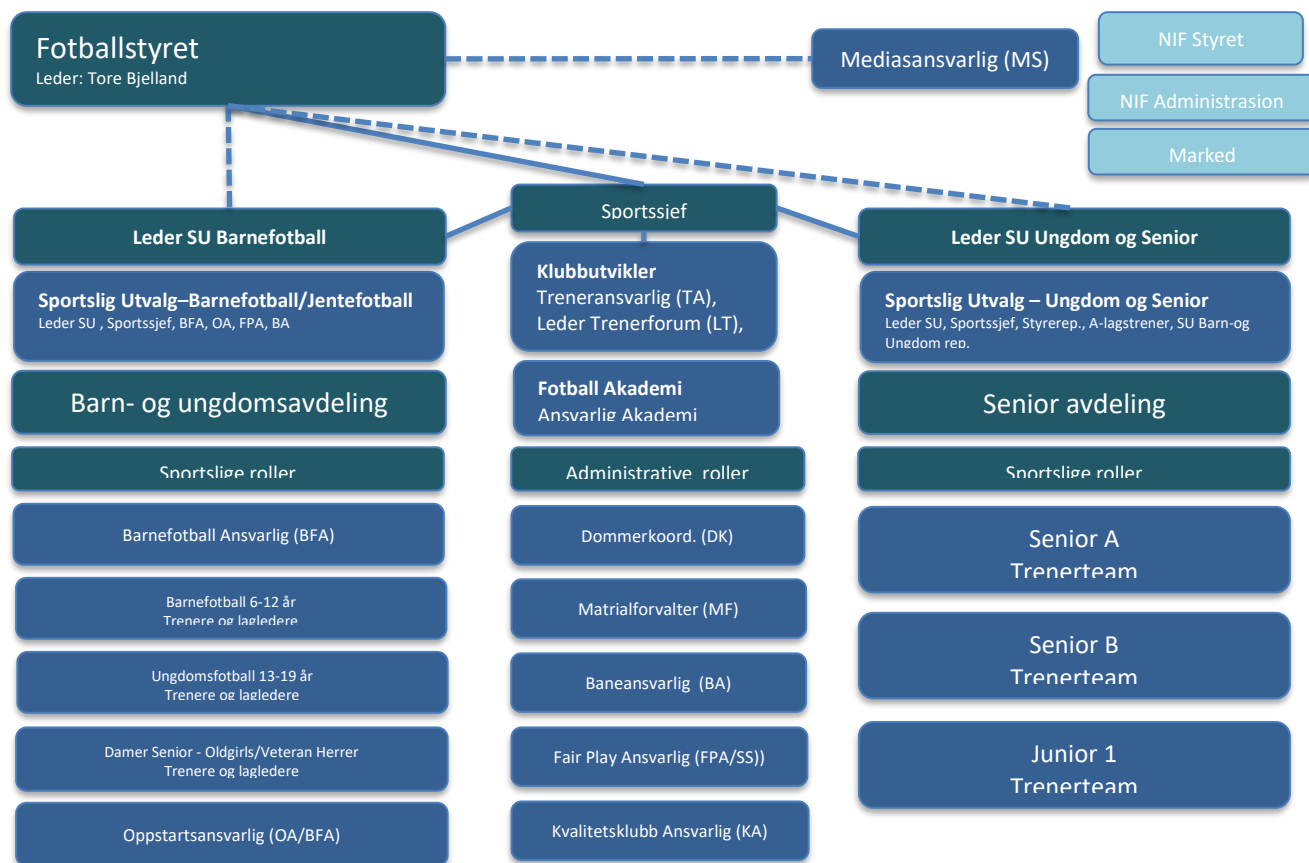 Fotballstyret
Leder: Tore Bjelland
Mediasansvarlig (MS)
NIF Styret
NIF Administrasion
Marked
Sportssjef
Leder SU Barnefotball
Leder SU Ungdom og Senior
Sportslig Utvalg–Barnefotball/Jentefotball
Leder SU , Sportssjef, BFA, OA, FPA, BA
Klubbutvikler
Treneransvarlig (TA),
Leder Trenerforum (LT),
Sportslig Utvalg – Ungdom og Senior
Leder SU, Sportssjef, Styrerep., A-lagstrener, SU Barn-og
Ungdom rep.
Barn- og ungdomsavdeling
Fotball Akademi
Ansvarlig Akademi
Senior avdeling
Sportslige roller
Administrative roller
Sportslige roller
Barnefotball Ansvarlig (BFA)
Barnefotball 6-12 år
Trenere og lagledere
Ungdomsfotball 13-19 år
Trenere og lagledere
Damer Senior - Oldgirls/Veteran Herrer
Trenere og lagledere
Oppstartsansvarlig (OA/BFA)
Dommerkoord. (DK)
Matrialforvalter (MF)
Baneansvarlig (BA)
Fair Play Ansvarlig (FPA/SS))
Kvalitetsklubb Ansvarlig (KA)
Senior A
Trenerteam
Senior B
Trenerteam
Junior 1
Trenerteam